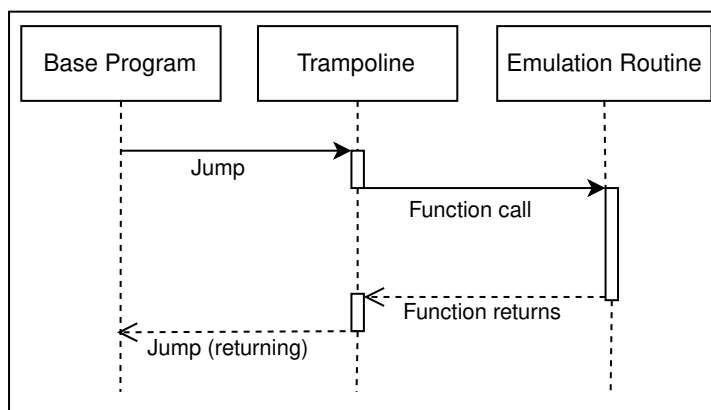 Base Program
Trampoline
Emulation Routine
Jump
Function call
Function returns
Jump (returning)